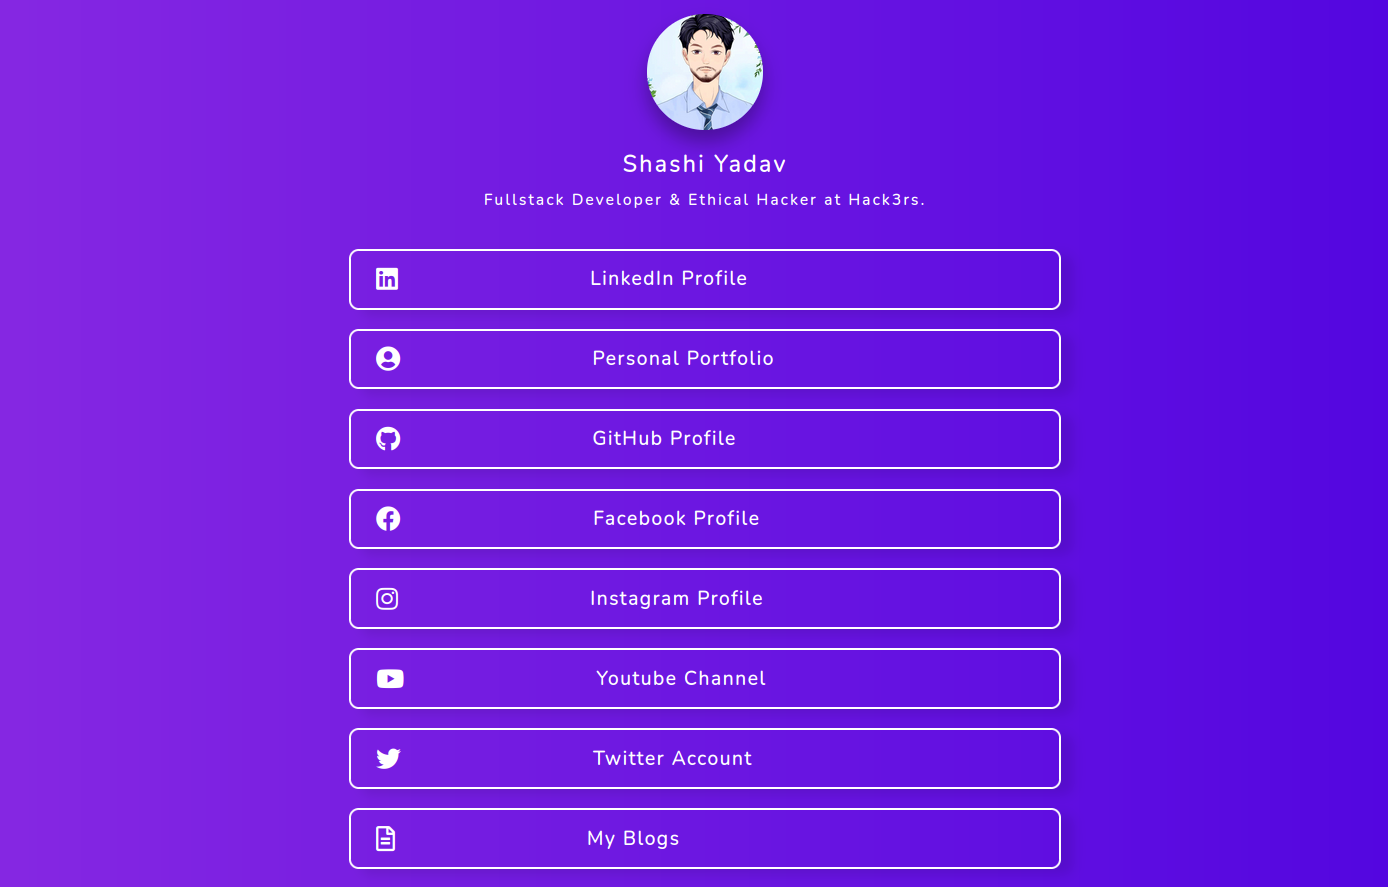 Shashi Yadav
Fullstack Developer & Ethical Hacker at Hack3rs.
LinkedIn Profile
Personal Portfolio
GitHub Profile
Facebook Profile
Instagram Profile
Youtube Channel
Twitter Account
My Blogs